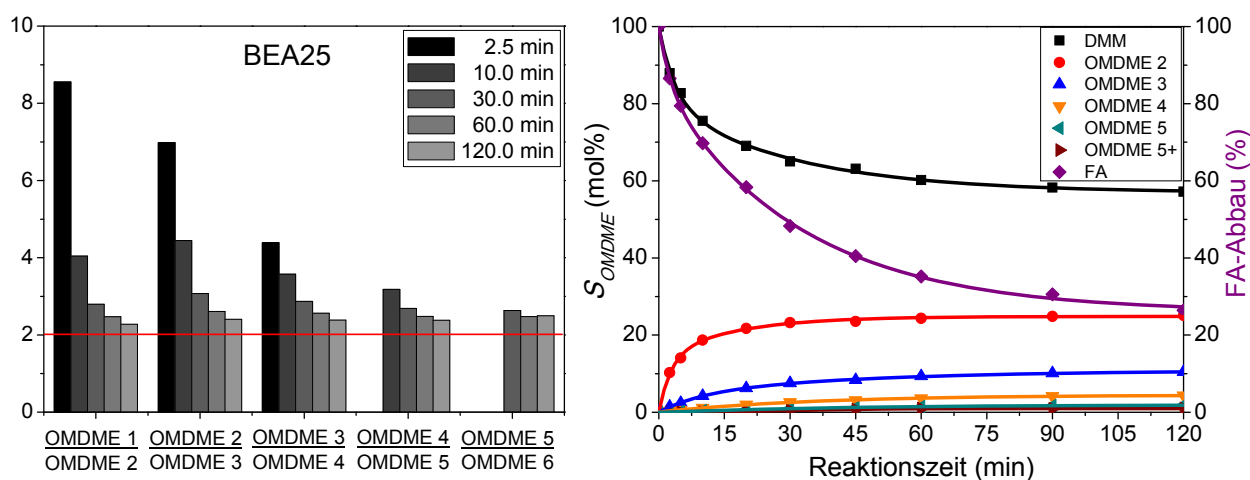 10
8
6
4
2
0
BEA25
2.5 min
10.0 min
30.0 min
60.0 min
120.0 min
OMDME 1
OMDME 2
OMDME 2
OMDME 3
OMDME 3
OMDME 4
OMDME 4
OMDME 5
OMDME 5
OMDME 6
S_OMDME (mol%)
100
80
60
40
20
0
DMM
OMDME 2
OMDME 3
OMDME 4
OMDME 5
OMDME 5+
FA
0 15 30 45 60 75 90 105 120
Reaktionszeit (min)
100
80
60
40
20
0
FA-Abbau (%)